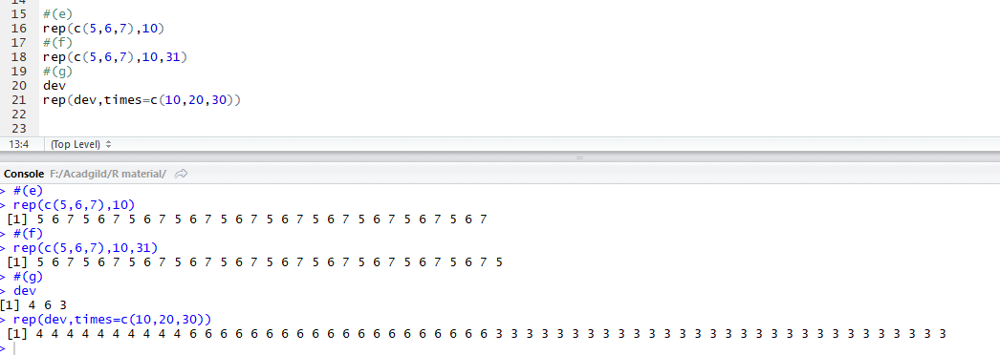 15 #(e)
16 rep(c(5,6,7),10)
17 #(f)
18 rep(c(5,6,7),10,31)
19 #(g)
20 dev
21 rep(dev,times=c(10,20,30))
22
23
13:4 (Top Level)
Console F:/Acadgild/R material/
> #(e)
> rep(c(5,6,7),10)
[1] 5 6 7 5 6 7 5 6 7 5 6 7 5 6 7 5 6 7 5 6 7 5 6 7 5 6 7 5 6 7
> #(f)
> rep(c(5,6,7),10,31)
[1] 5 6 7 5 6 7 5 6 7 5 6 7 5 6 7 5 6 7 5 6 7 5 6 7 5 6 7 5 6 7 5
> #(g)
> dev
[1] 4 6 3
> rep(dev,times=c(10,20,30))
[1] 4 4 4 4 4 4 4 4 4 4 6 6 6 6 6 6 6 6 6 6 6 6 6 6 6 6 6 6 6 6 3 3 3 3 3 3 3 3 3 3 3 3 3 3 3 3 3 3 3 3 3 3 3 3 3 3 3 3 3 3
>